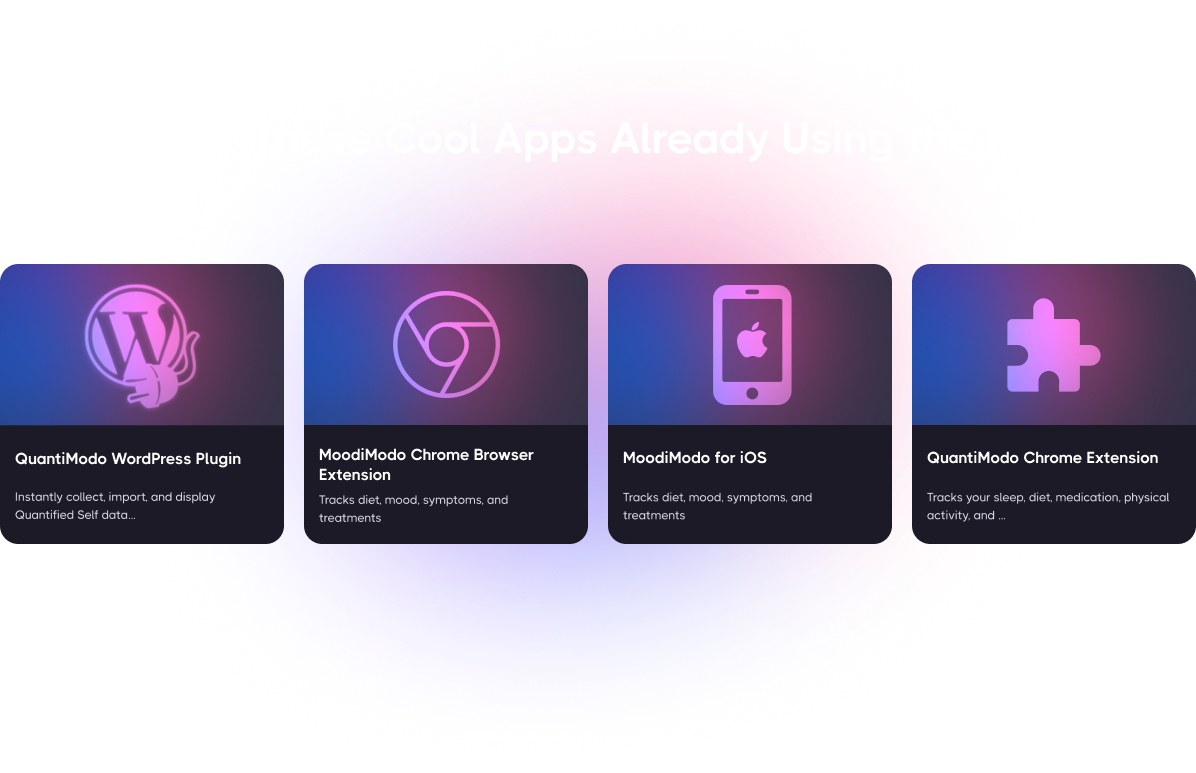 these Cool Apps Already Using the
QuantiModo WordPress Plugin
Instantly collect, import, and display
Quantified Self data...
MoodiModo Chrome Browser
Extension
Tracks diet, mood, symptoms, and
treatments
MoodiModo for iOS
Tracks diet, mood, symptoms, and
treatments
QuantiModo Chrome Extension
Tracks your sleep, diet, medication, physical
activity, and ...